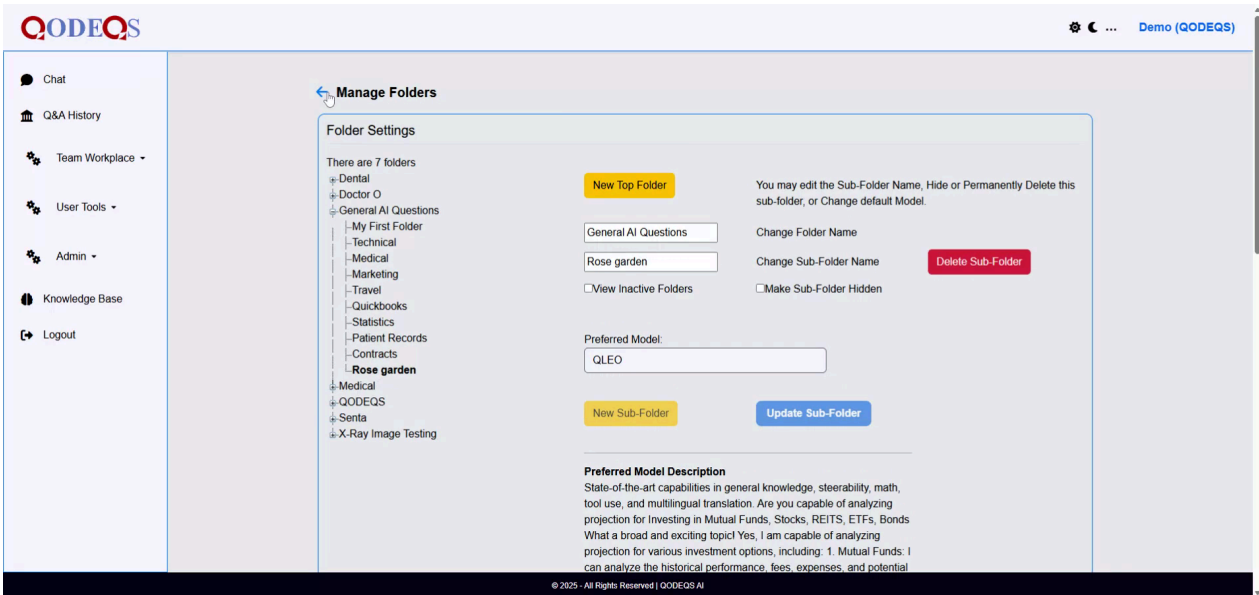 QODEQS
... Demo (QODEQS)
Chat
Q&A History
Team Workplace
User Tools
Admin
Knowledge Base
Logout
Manage Folders
Folder Settings
There are 7 folders
Dental
Doctor O
General AI Questions
My First Folder
Technical
Medical
Marketing
Travel
Quickbooks
Statistics
Patient Records
Contracts
Rose garden
Medical
QODEQS
Senta
X-Ray Image Testing
New Top Folder
You may edit the Sub-Folder Name, Hide or Permanently Delete this
sub-folder, or Change default Model.
General AI Questions
Change Folder Name
Rose garden
Change Sub-Folder Name
Delete Sub-Folder
View Inactive Folders
Make Sub-Folder Hidden
Preferred Model:
QLEO
New Sub-Folder
Update Sub-Folder
Preferred Model Description
State-of-the-art capabilities in general knowledge, steerability, math,
tool use, and multilingual translation. Are you capable of analyzing
projection for Investing in Mutual Funds, Stocks, REITS, ETFs, Bonds
What a broad and exciting topic! Yes, I am capable of analyzing
projection for various investment options, including: 1. Mutual Funds: I
can analyze the historical performance, fees, expenses, and potential
© 2025 - All Rights Reserved | QODEQS AI